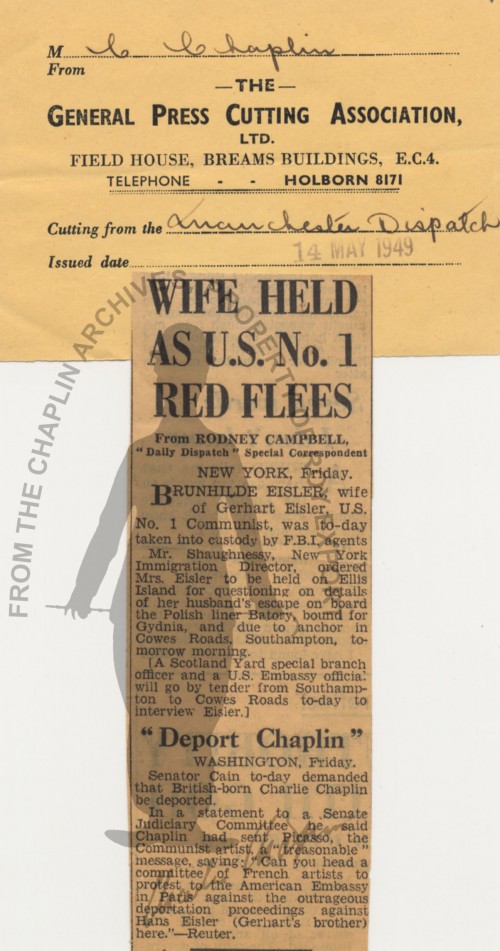 M C Chaplin
From
—THE—
GENERAL PRESS CUTTING ASSOCIATION,
LTD.
FIELD HOUSE, BREAMS BUILDINGS, E.C.4.
TELEPHONE - - HOLBORN 8171
Cutting from the Manchester Dispatch
Issued date 14 MAY 1949
WIFE HELD
AS U.S. No. 1
RED FLEES
From RODNEY CAMPBELL,
"Daily Dispatch" Special Correspondent
NEW YORK, Friday.
BRUNHILDE EISLER, wife
of Gerhart Eisler, U.S.
No. 1 Communist, was to-day
taken into custody by F.B.I. agents
Mr. Shaughnessy, New York
Immigration Director, ordered
Mrs. Eisler to be held on Ellis
Island for questioning on details
of her husband's escape on board
the Polish liner Batory, bound for
Gydnia, and due to anchor in
Cowes Roads, Southampton, to-
morrow morning.
[A Scotland Yard special branch
officer and a U.S. Embassy official
will go by tender from Southamp-
ton to Cowes Roads to-day to
interview Eisler.]
"Deport Chaplin"
WASHINGTON, Friday.
Senator Cain to-day demanded
that British-born Charlie Chaplin
be deported.
In a statement to a Senate
Judiciary Committee he said
Chaplin had sent Picasso, the
Communist artist, a "treasonable"
message, saying: "Can you head a
committee of French artists to
protest to the American Embassy
in Paris against the outrageous
deportation proceedings against
Hans Eisler (Gerhart's brother)
here."—Reuter.
FROM THE CHAPLIN ARCHIVES